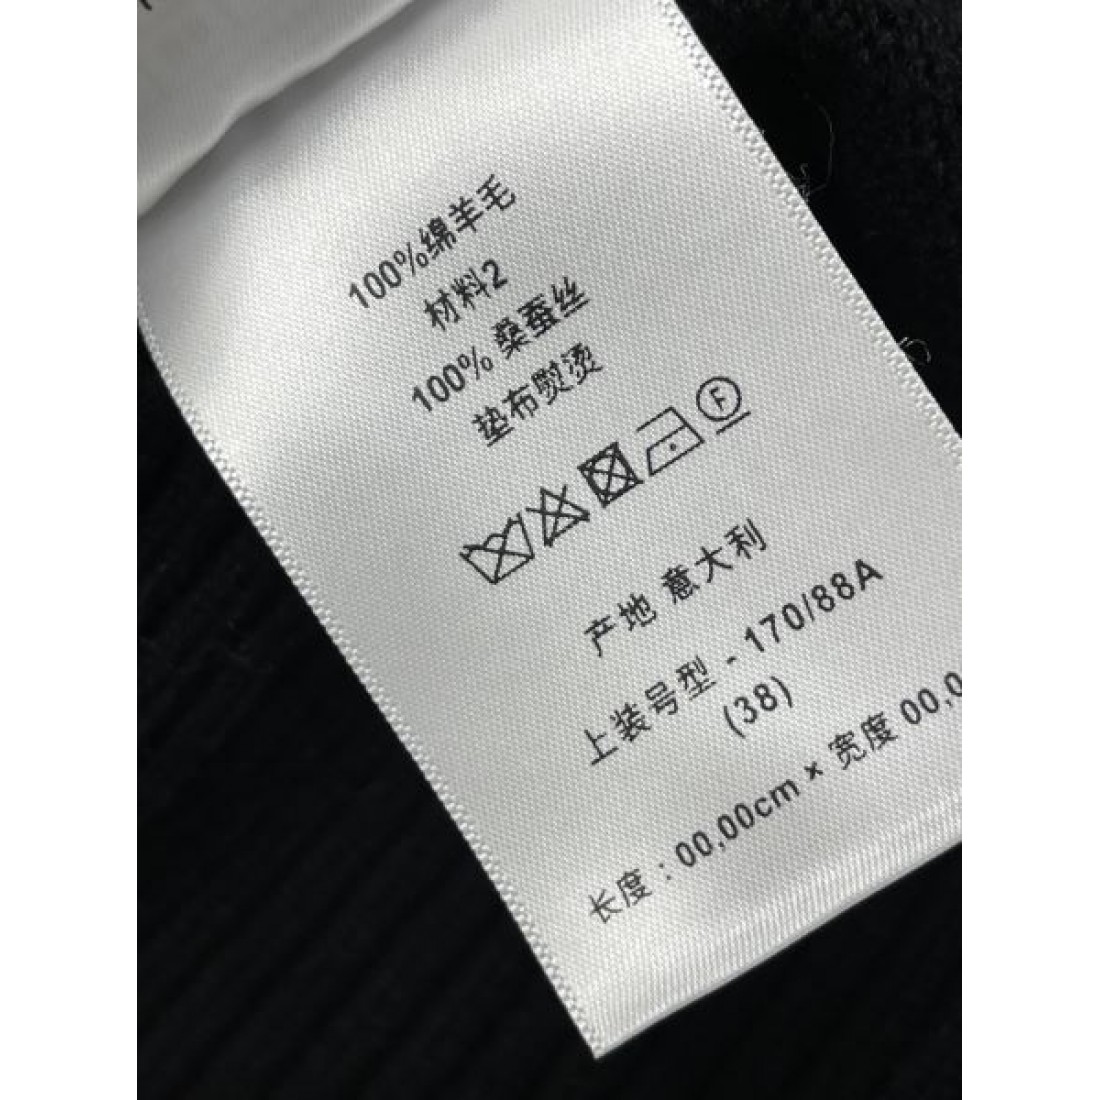 100%绵羊毛
材料2
100% 桑蚕丝
垫布熨烫
F
产地 意大利
上装号型 - 170/88A
(38)
长度：00,00cm × 宽度 00,0